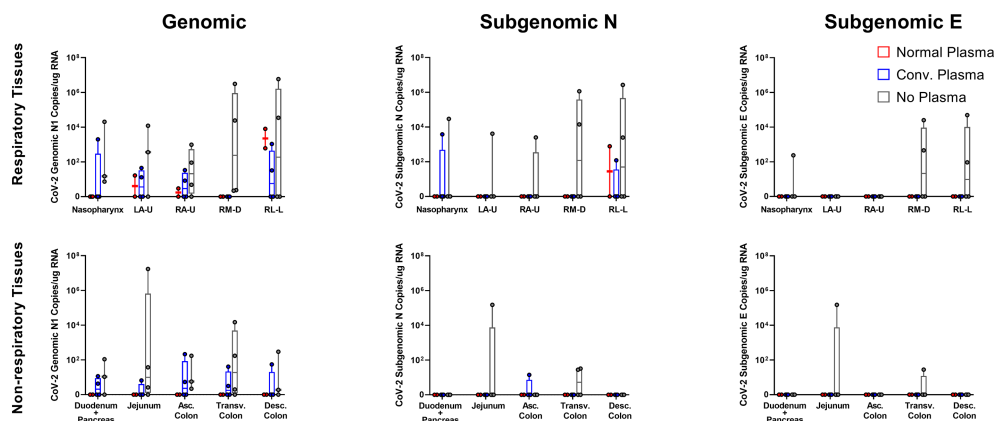 Genomic
Subgenomic N
Subgenomic E
Respiratory Tissues
CoV-2 Genomic N1 Copies/ug RNA
10⁸
10⁶
10⁴
10²
0
Nasopharynx LA-U RA-U RM-D RL-L
CoV-2 Subgenomic N Copies/ug RNA
10⁸
10⁶
10⁴
10²
0
Nasopharynx LA-U RA-U RM-D RL-L
CoV-2 Subgenomic E Copies/ug RNA
10⁸
10⁶
10⁴
10²
0
Nasopharynx LA-U RA-U RM-D RL-L
Normal Plasma
Conv. Plasma
No Plasma
Non-respiratory Tissues
CoV-2 Genomic N1 Copies/ug RNA
10⁸
10⁶
10⁴
10²
0
Duodenum Jejunum Asc. Transv. Desc.
+ Colon Colon Colon
Pancreas
CoV-2 Subgenomic N Copies/ug RNA
10⁸
10⁶
10⁴
10²
0
Duodenum Jejunum Asc. Transv. Desc.
+ Colon Colon Colon
Pancreas
CoV-2 Subgenomic E Copies/ug RNA
10⁸
10⁶
10⁴
10²
0
Duodenum Jejunum Asc. Transv. Desc.
+ Colon Colon Colon
Pancreas